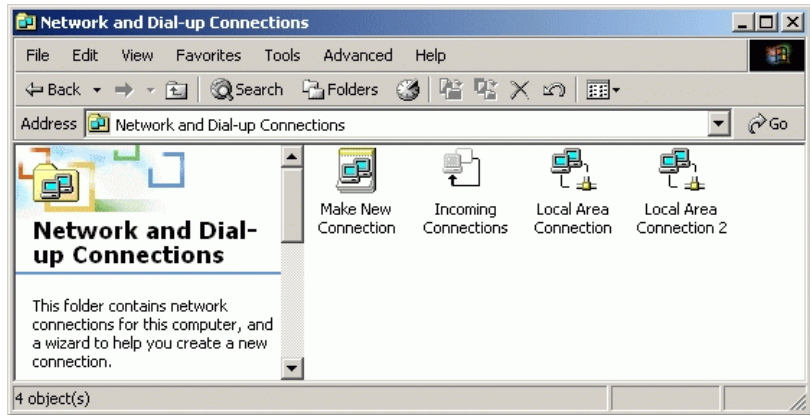 Network and Dial-up Connections
File Edit View Favorites Tools Advanced Help
Back Search Folders
Address Network and Dial-up Connections Go
Network and Dial-
up Connections
This folder contains network
connections for this computer, and
a wizard to help you create a new
connection.
Make New
Connection
Incoming
Connections
Local Area
Connection
Local Area
Connection 2
4 object(s)